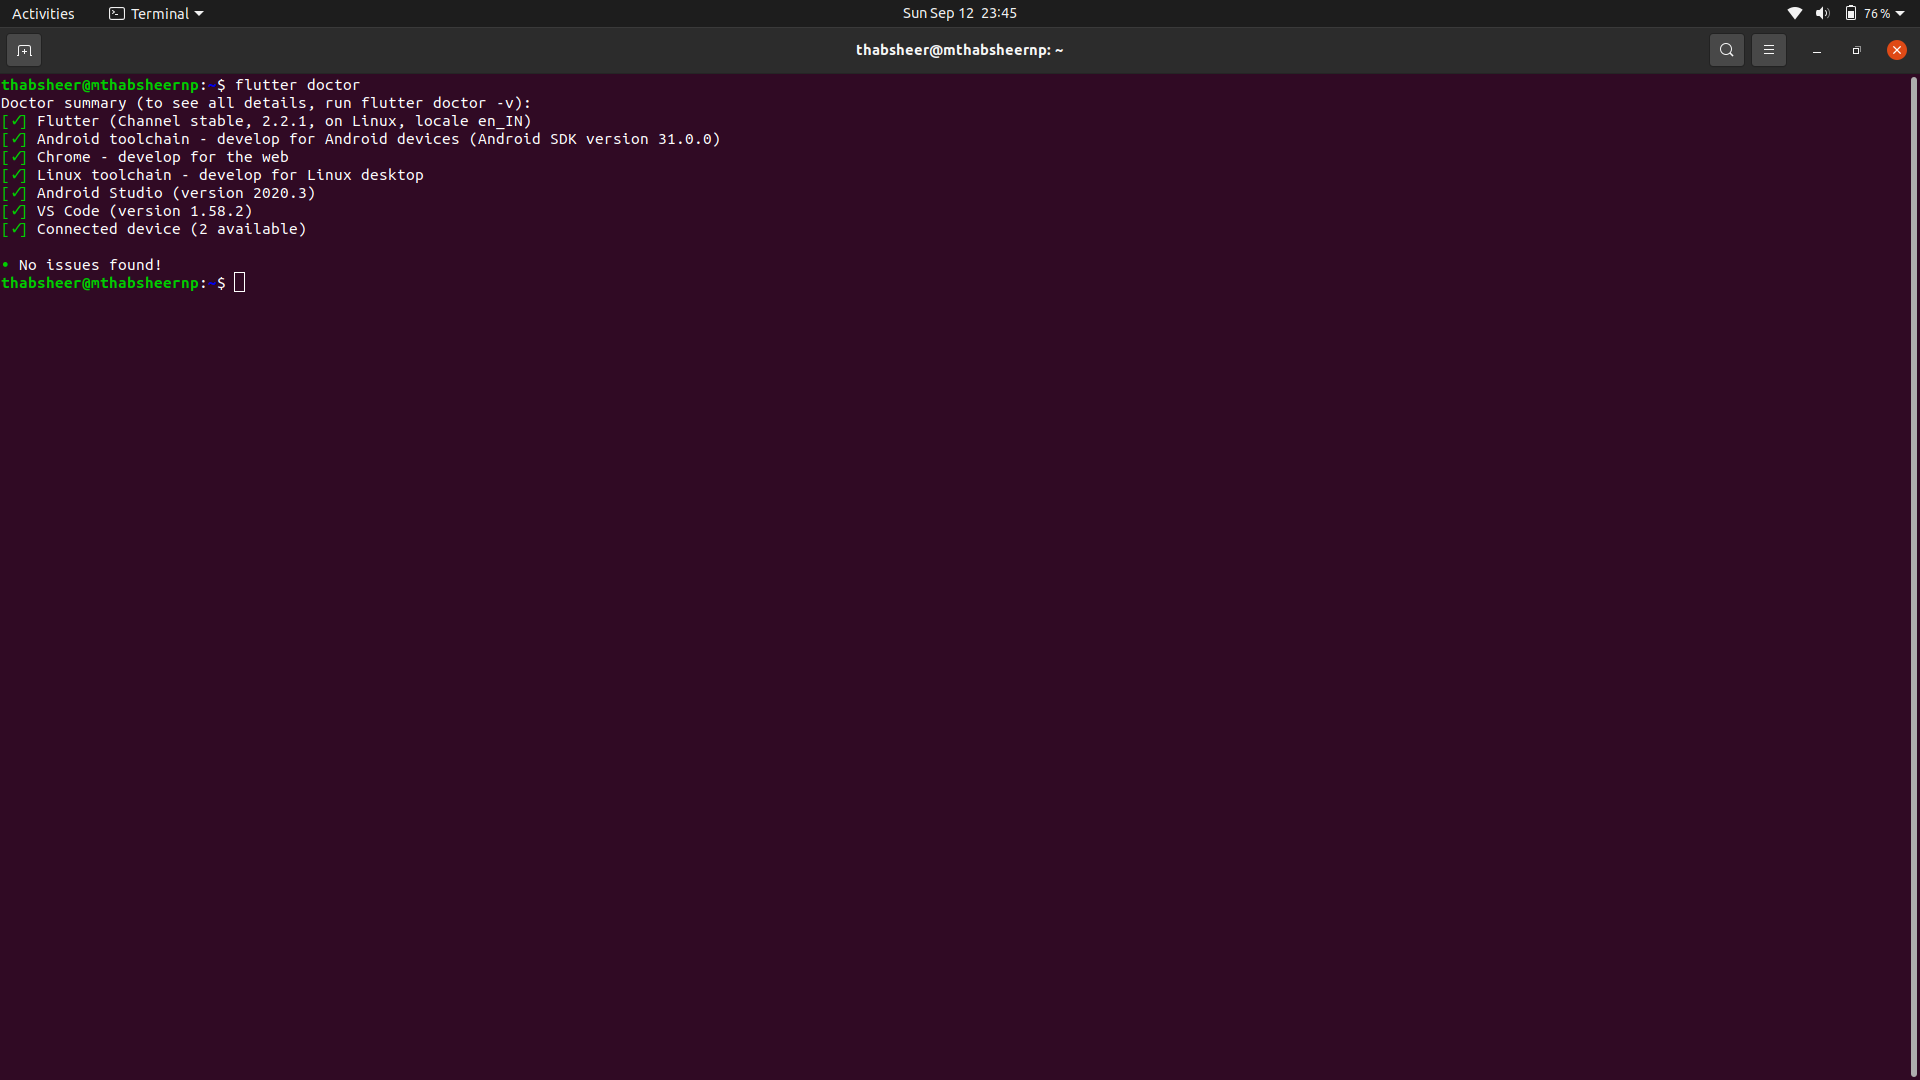 Activities Terminal Sun Sep 12 23:45 76%
thabsheer@mthabsheernp: ~
thabsheer@mthabsheernp:~$ flutter doctor
Doctor summary (to see all details, run flutter doctor -v):
[✓] Flutter (Channel stable, 2.2.1, on Linux, locale en_IN)
[✓] Android toolchain - develop for Android devices (Android SDK version 31.0.0)
[✓] Chrome - develop for the web
[✓] Linux toolchain - develop for Linux desktop
[✓] Android Studio (version 2020.3)
[✓] VS Code (version 1.58.2)
[✓] Connected device (2 available)
• No issues found!
thabsheer@mthabsheernp:~$